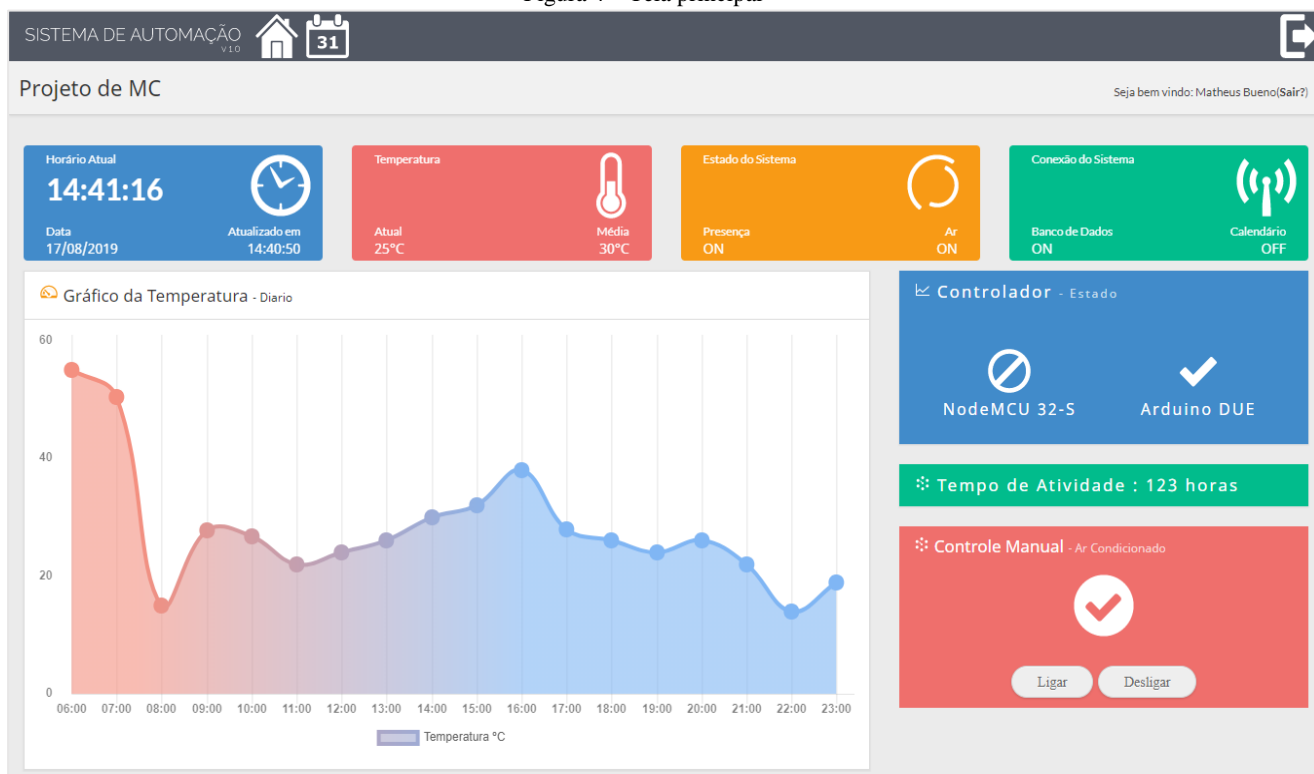 SISTEMA DE AUTOMAÇÃO
V1.0
31
Projeto de MC
Seja bem vindo: Matheus Bueno(Sair?)
Horário Atual
14:41:16
Data Atualizado em
17/08/2019 14:40:50
Temperatura
Atual Média
25°C 30°C
Estado do Sistema
Presença Ar
ON ON
Conexão do Sistema
Banco de Dados Calendário
ON OFF
Gráfico da Temperatura - Diario
60
40
20
0
06:00 07:00 08:00 09:00 10:00 11:00 12:00 13:00 14:00 15:00 16:00 17:00 18:00 19:00 20:00 21:00 22:00 23:00
Temperatura °C
Controlador - Estado
NodeMCU 32-S Arduino DUE
Tempo de Atividade : 123 horas
Controle Manual - Ar Condicionado
Ligar Desligar